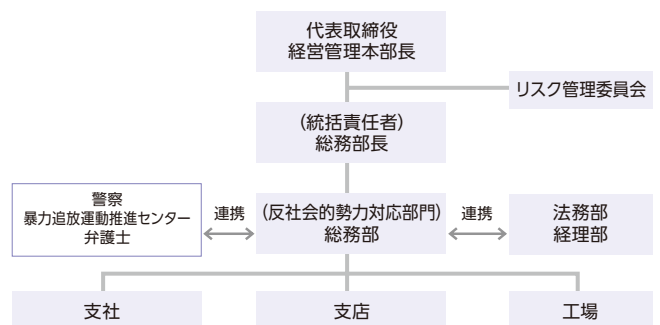 代表取締役
経営管理本部長
リスク管理委員会
(統括責任者)
総務部長
警察
暴力追放運動推進センター
弁護士
連携
(反社会的勢力対応部門)
総務部
連携
法務部
経理部
支社
支店
工場